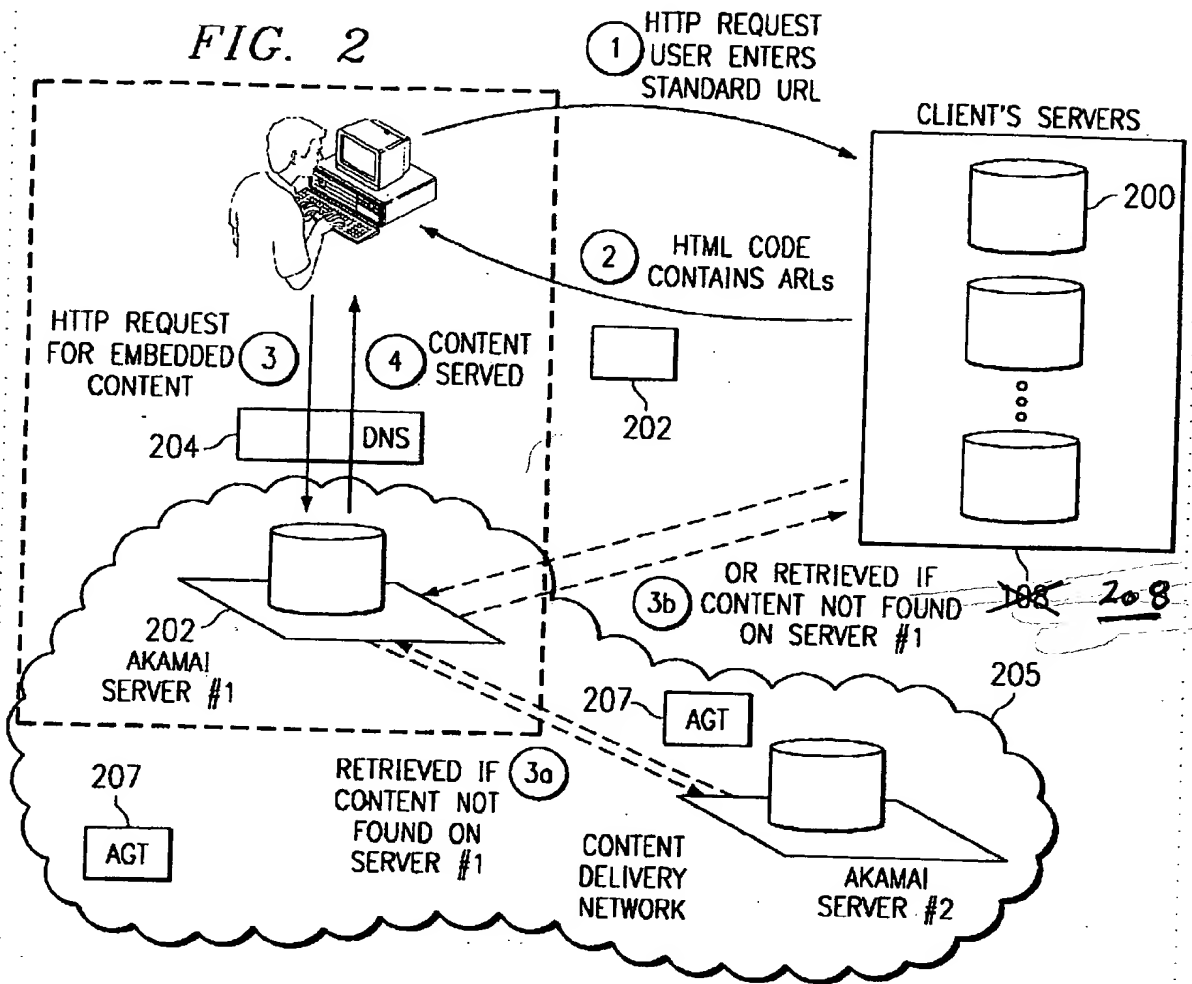 FIG. 2
1
HTTP REQUEST
USER ENTERS
STANDARD URL
CLIENT'S SERVERS
200
2
HTML CODE
CONTAINS ARLs
202
HTTP REQUEST
FOR EMBEDDED
CONTENT
3
4
CONTENT
SERVED
204
DNS
3b
OR RETRIEVED IF
CONTENT NOT FOUND
ON SERVER #1
108
208
202
AKAMAI
SERVER #1
205
207
AGT
3a
RETRIEVED IF
CONTENT NOT
FOUND ON
SERVER #1
207
AGT
CONTENT
DELIVERY
NETWORK
AKAMAI
SERVER #2